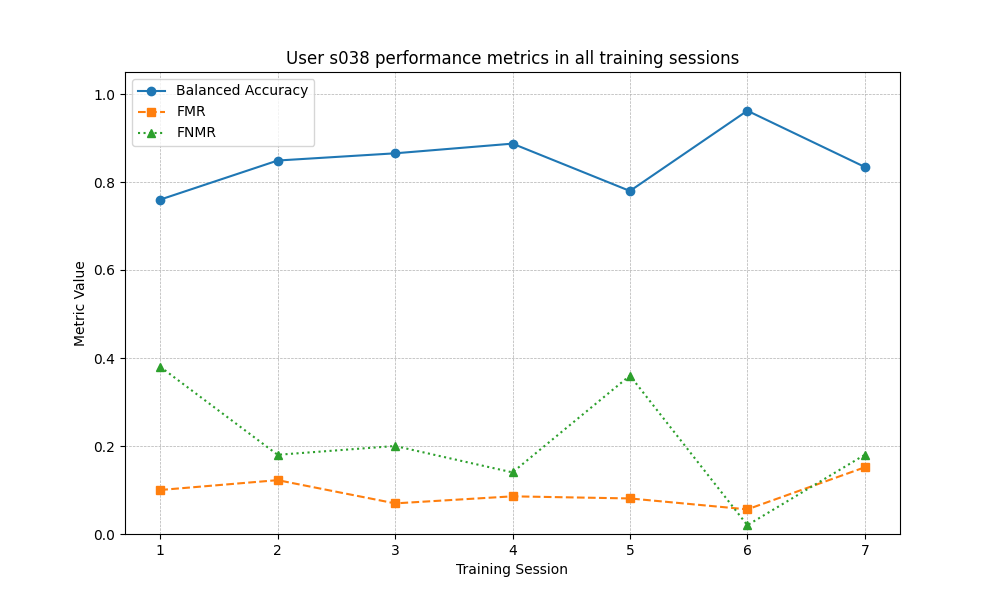 User s038 performance metrics in all training sessions
Balanced Accuracy
FMR
FNMR
Metric Value
1.0
0.8
0.6
0.4
0.2
0.0
1 2 3 4 5 6 7
Training Session